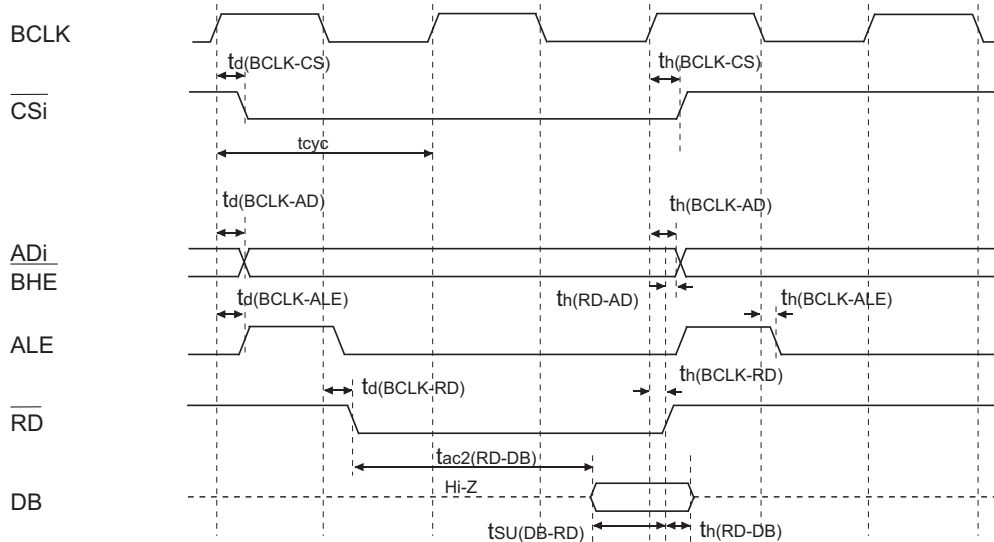 BCLK
td(BCLK-CS)
th(BCLK-CS)
CSi
tcyc
td(BCLK-AD)
th(BCLK-AD)
ADi
BHE
td(BCLK-ALE)
th(RD-AD)
th(BCLK-ALE)
ALE
td(BCLK-RD)
th(BCLK-RD)
RD
tac2(RD-DB)
Hi-Z
DB
tSU(DB-RD)
th(RD-DB)